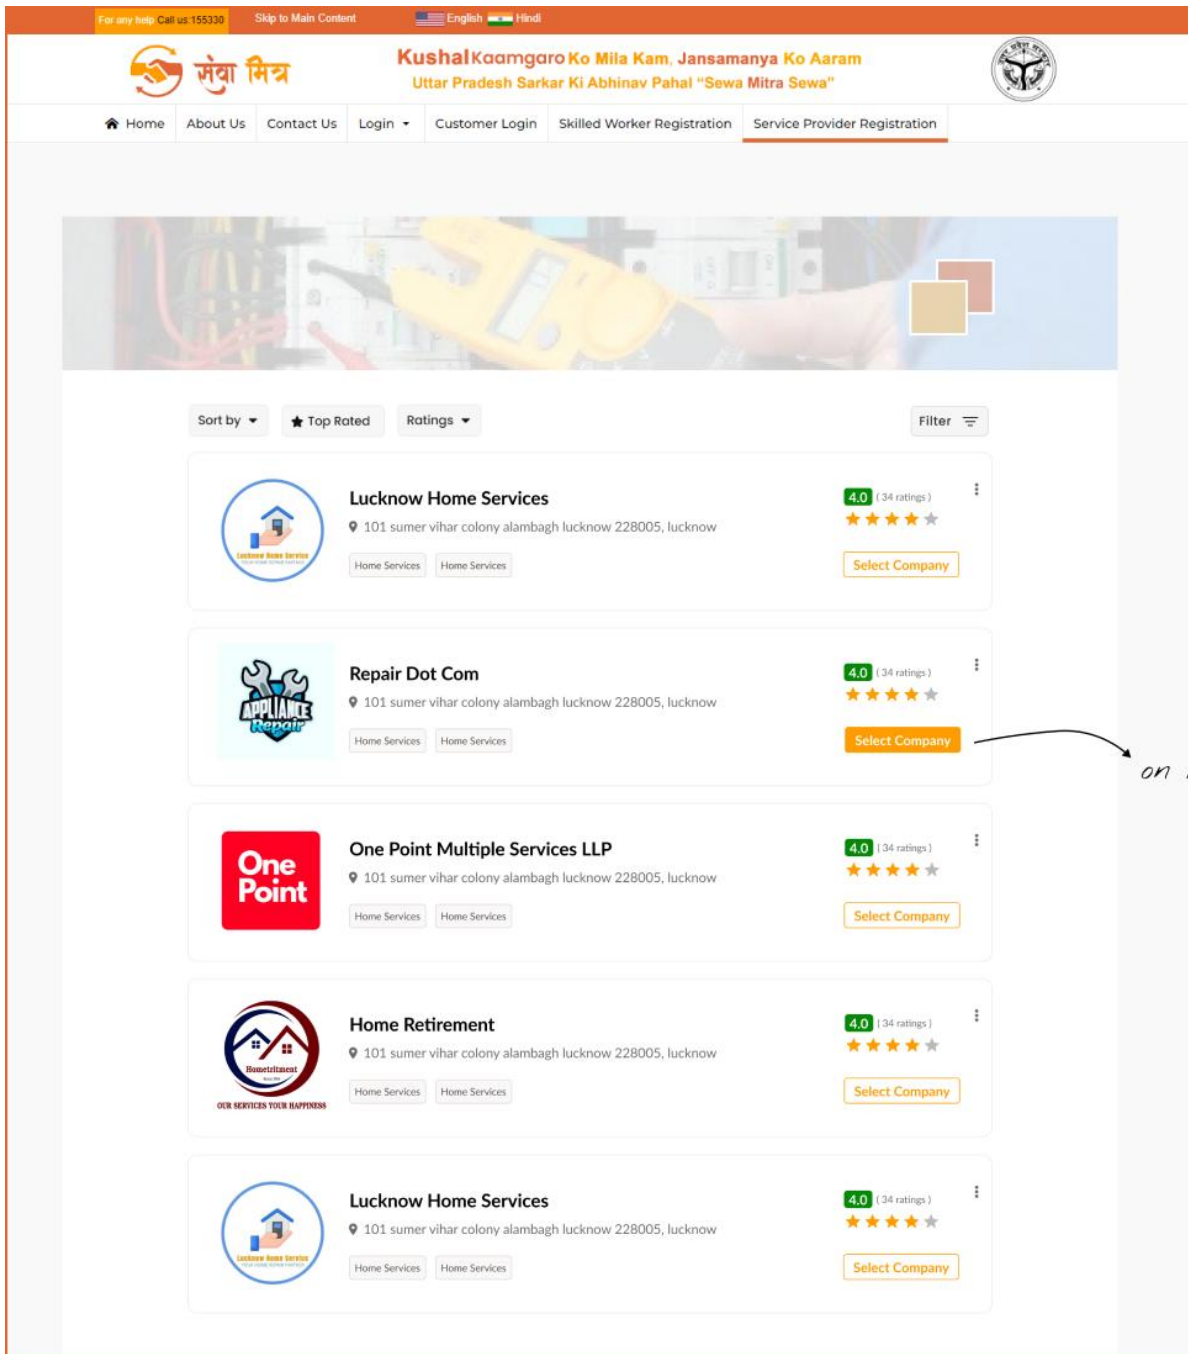 For any help Call us:155330 Skip to Main Content English Hindi
सेवा मित्र
Kushal Kaamgaro Ko Mila Kam, Jansamanya Ko Aaram
Uttar Pradesh Sarkar Ki Abhinav Pahal “Sewa Mitra Sewa”
Home About Us Contact Us Login Customer Login Skilled Worker Registration Service Provider Registration
Sort by Top Rated Ratings Filter
Lucknow Home Services
4.0 ( 34 ratings )
101 sumer vihar colony alambagh lucknow 228005, lucknow
Lucknow Home Service
Home Services Home Services Select Company
Repair Dot Com
4.0 ( 34 ratings )
101 sumer vihar colony alambagh lucknow 228005, lucknow
APPLIANCE
Repair
Home Services Home Services Select Company
on
One Point Multiple Services LLP
4.0 ( 34 ratings )
One
Point
101 sumer vihar colony alambagh lucknow 228005, lucknow
Home Services Home Services Select Company
Home Retirement
4.0 ( 34 ratings )
101 sumer vihar colony alambagh lucknow 228005, lucknow
Hometritment
Home Services Home Services Select Company
OUR SERVICES YOUR HAPPINESS
Lucknow Home Services
4.0 ( 34 ratings )
101 sumer vihar colony alambagh lucknow 228005, lucknow
Lucknow Home Service
Home Services Home Services Select Company